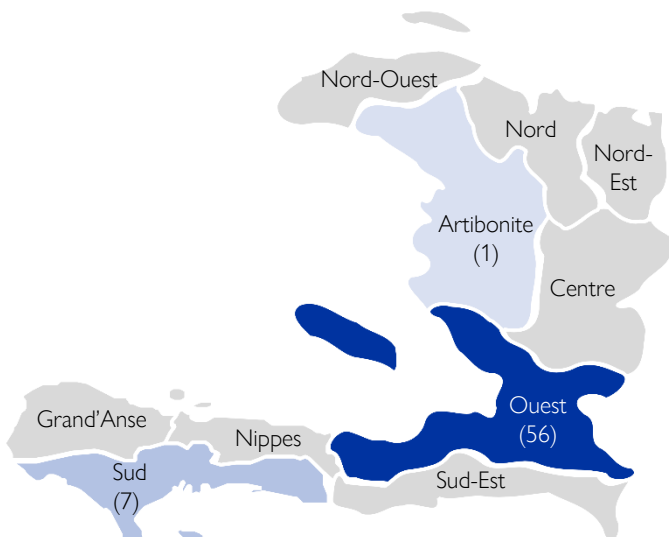 Nord-Ouest
Nord
Nord-
Est
Artibonite
(1)
Centre
Ouest
(56)
Grand'Anse
Nippes
Sud
(7)
Sud-Est